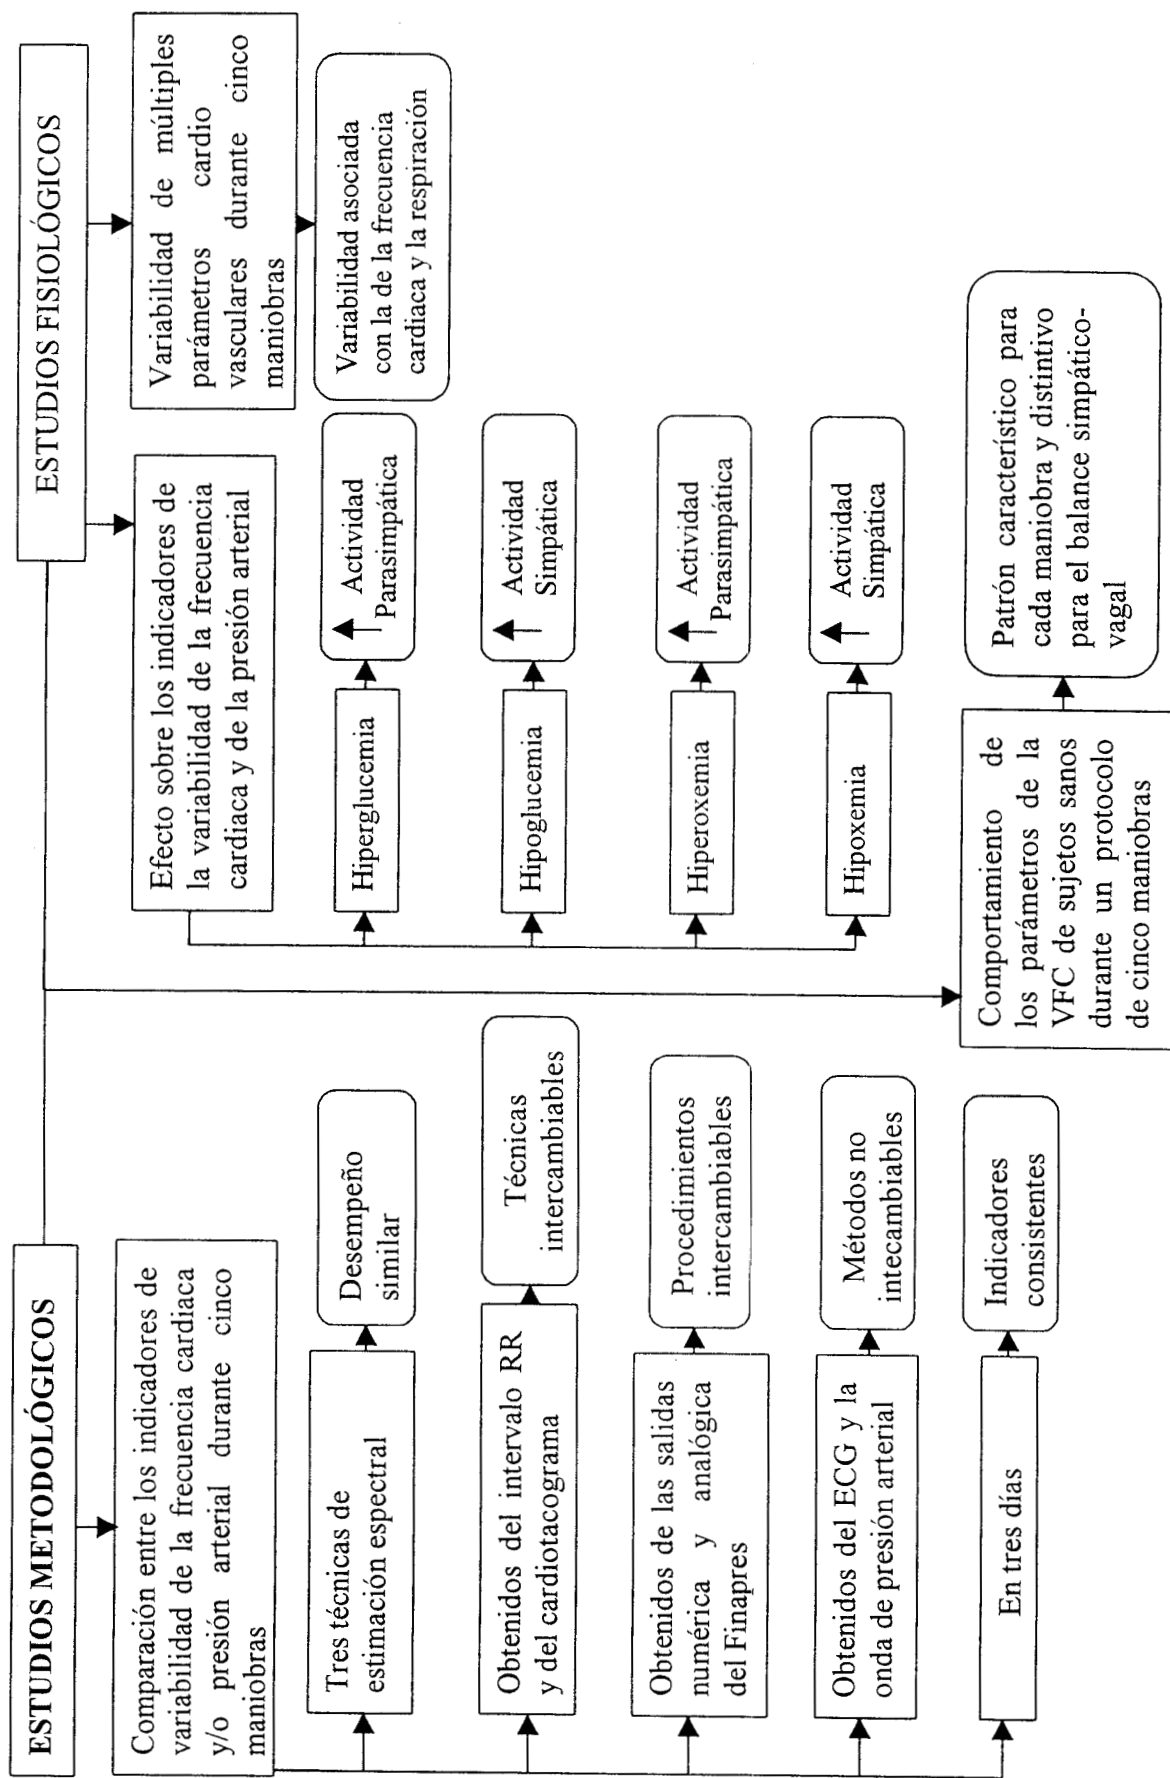 ESTUDIOS METODOLÓGICOS
Comparación entre los indicadores de
variabilidad de la frecuencia cardiaca
y/o presión arterial durante cinco
maniobras
Tres técnicas de
estimación espectral
Desempeño
similar
Obtenidos del intervalo RR
y del cardiotacograma
Técnicas
intercambiables
Obtenidos de las salidas
numérica y analógica
del Finapres
Procedimientos
intercambiables
Obtenidos del ECG y la
onda de presión arterial
Métodos no
intecambiables
En tres días
Indicadores
consistentes
ESTUDIOS FISIOLÓGICOS
Efecto sobre los indicadores de
la variabilidad de la frecuencia
cardiaca y de la presión arterial
Hiperglucemia
Actividad
Parasimpática
Hipoglucemia
Actividad
Simpática
Hiperoxemia
Actividad
Parasimpática
Hipoxemia
Actividad
Simpática
Variabilidad de múltiples
parámetros cardio
vasculares durante cinco
maniobras
Variabilidad asociada
con la de la frecuencia
cardiaca y la respiración
Comportamiento de
los parámetros de la
VFC de sujetos sanos
durante un protocolo
de cinco maniobras
Patrón característico para
cada maniobra y distintivo
para el balance simpático-
vagal